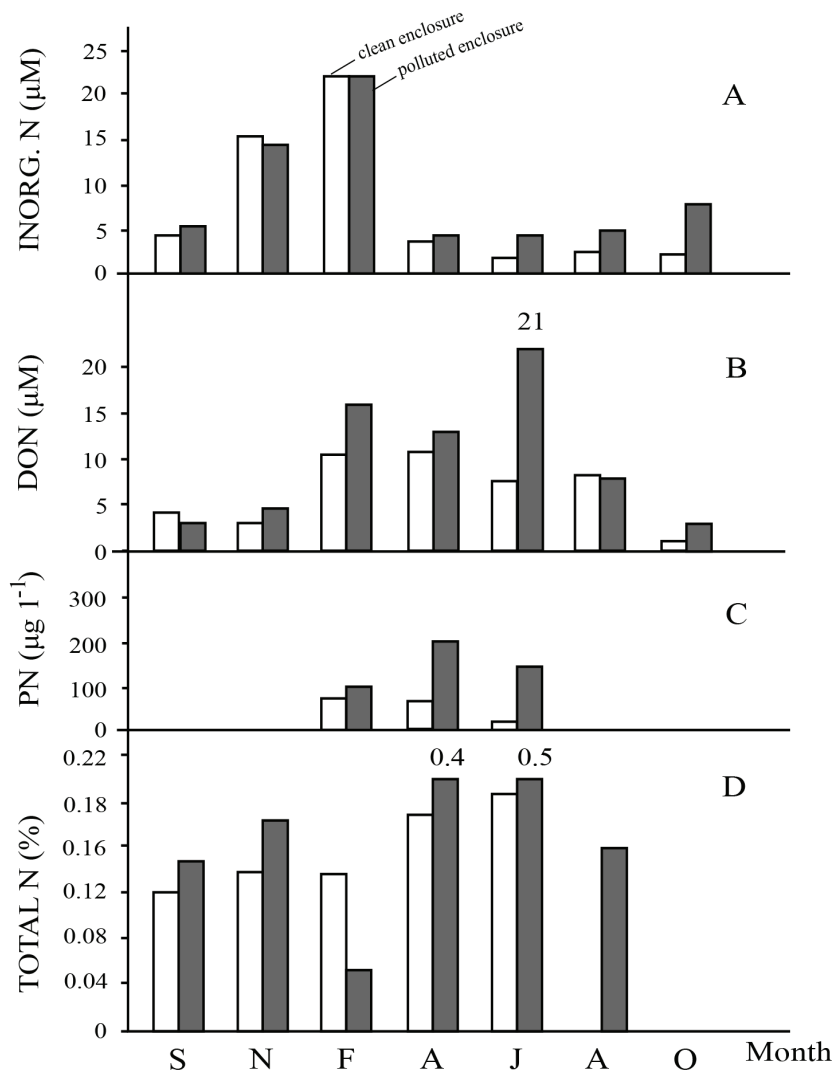 clean enclosure
polluted enclosure
INORG. N (µM)
25
20
15
10
5
0
A
DON (µM)
20
15
10
5
0
21
B
PN (µg l⁻¹)
300
200
100
0
C
TOTAL N (%)
0.22
0.18
0.16
0.12
0.08
0.04
0
0.4 0.5
D
S N F A J A O Month